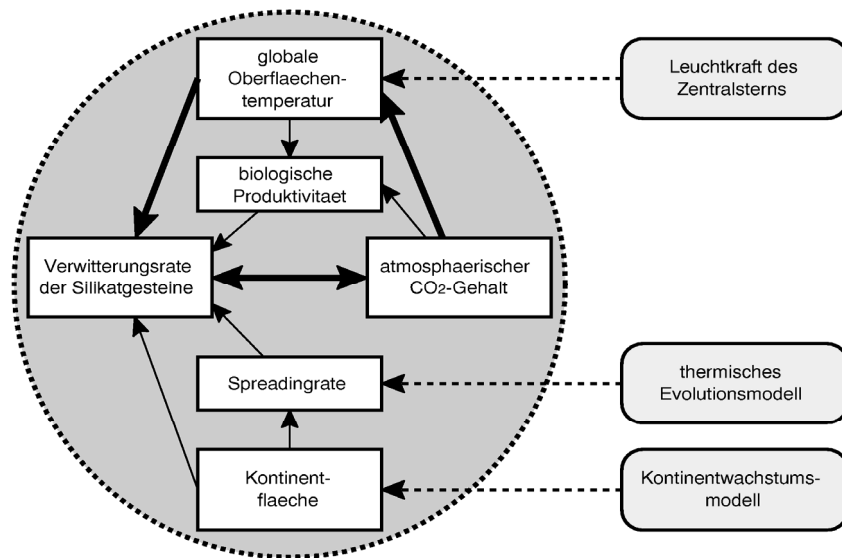 globale
Oberflaechen-
temperatur
Leuchtkraft des
Zentralsterns
biologische
Produktivitaet
Verwitterungsrate
der Silikatgesteine
atmosphaerischer
CO2-Gehalt
Spreadingrate
thermisches
Evolutionsmodell
Kontinent-
flaeche
Kontinentwachstums-
modell